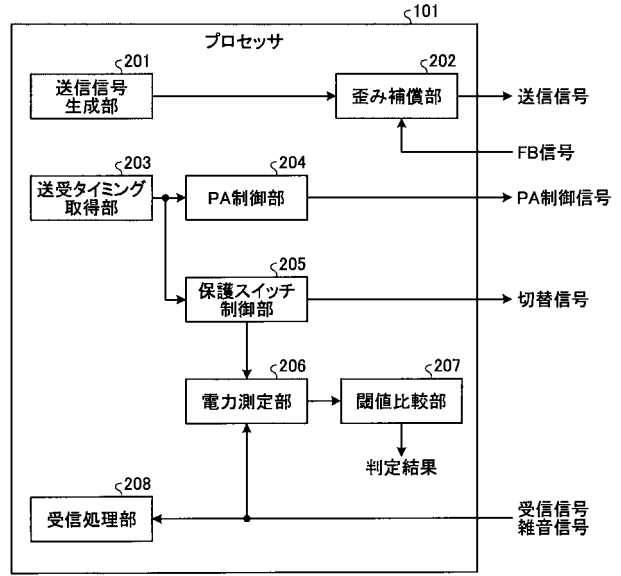 101
プロセッサ
201
送信信号
生成部
202
歪み補償部
送信信号
FB信号
203
送受タイミング
取得部
204
PA制御部
PA制御信号
205
保護スイッチ
制御部
切替信号
206
電力測定部
207
閾値比較部
判定結果
208
受信処理部
受信信号
雑音信号